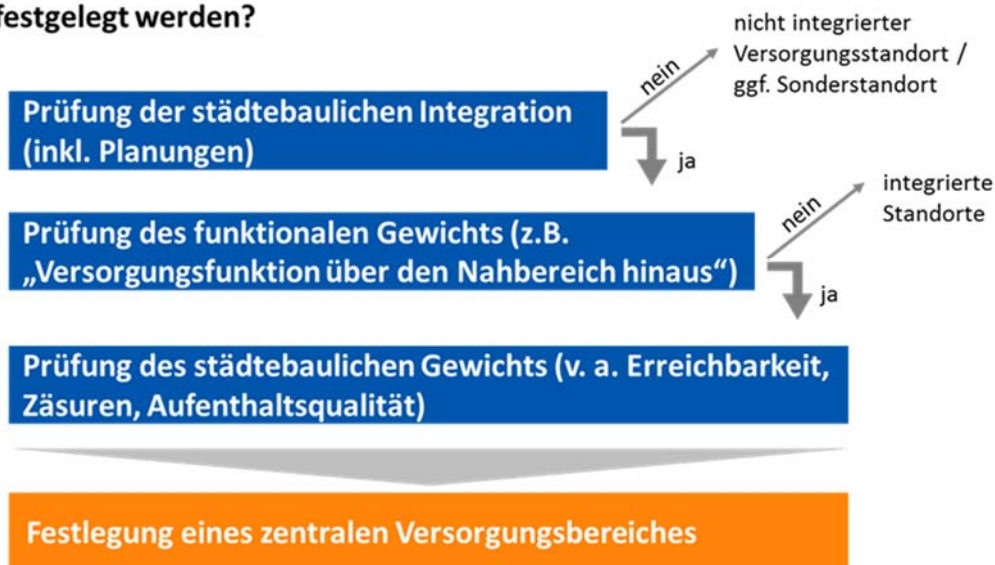 festgelegt werden?
nicht integrierter
Versorgungsstandort /
ggf. Sonderstandort
nein
Prüfung der städtebaulichen Integration
(inkl. Planungen)
ja
integrierte
Standorte
nein
Prüfung des funktionalen Gewichts (z.B.
„Versorgungsfunktion über den Nahbereich hinaus“)
ja
Prüfung des städtebaulichen Gewichts (v. a. Erreichbarkeit,
Zäsuren, Aufenthaltsqualität)
Festlegung eines zentralen Versorgungsbereiches